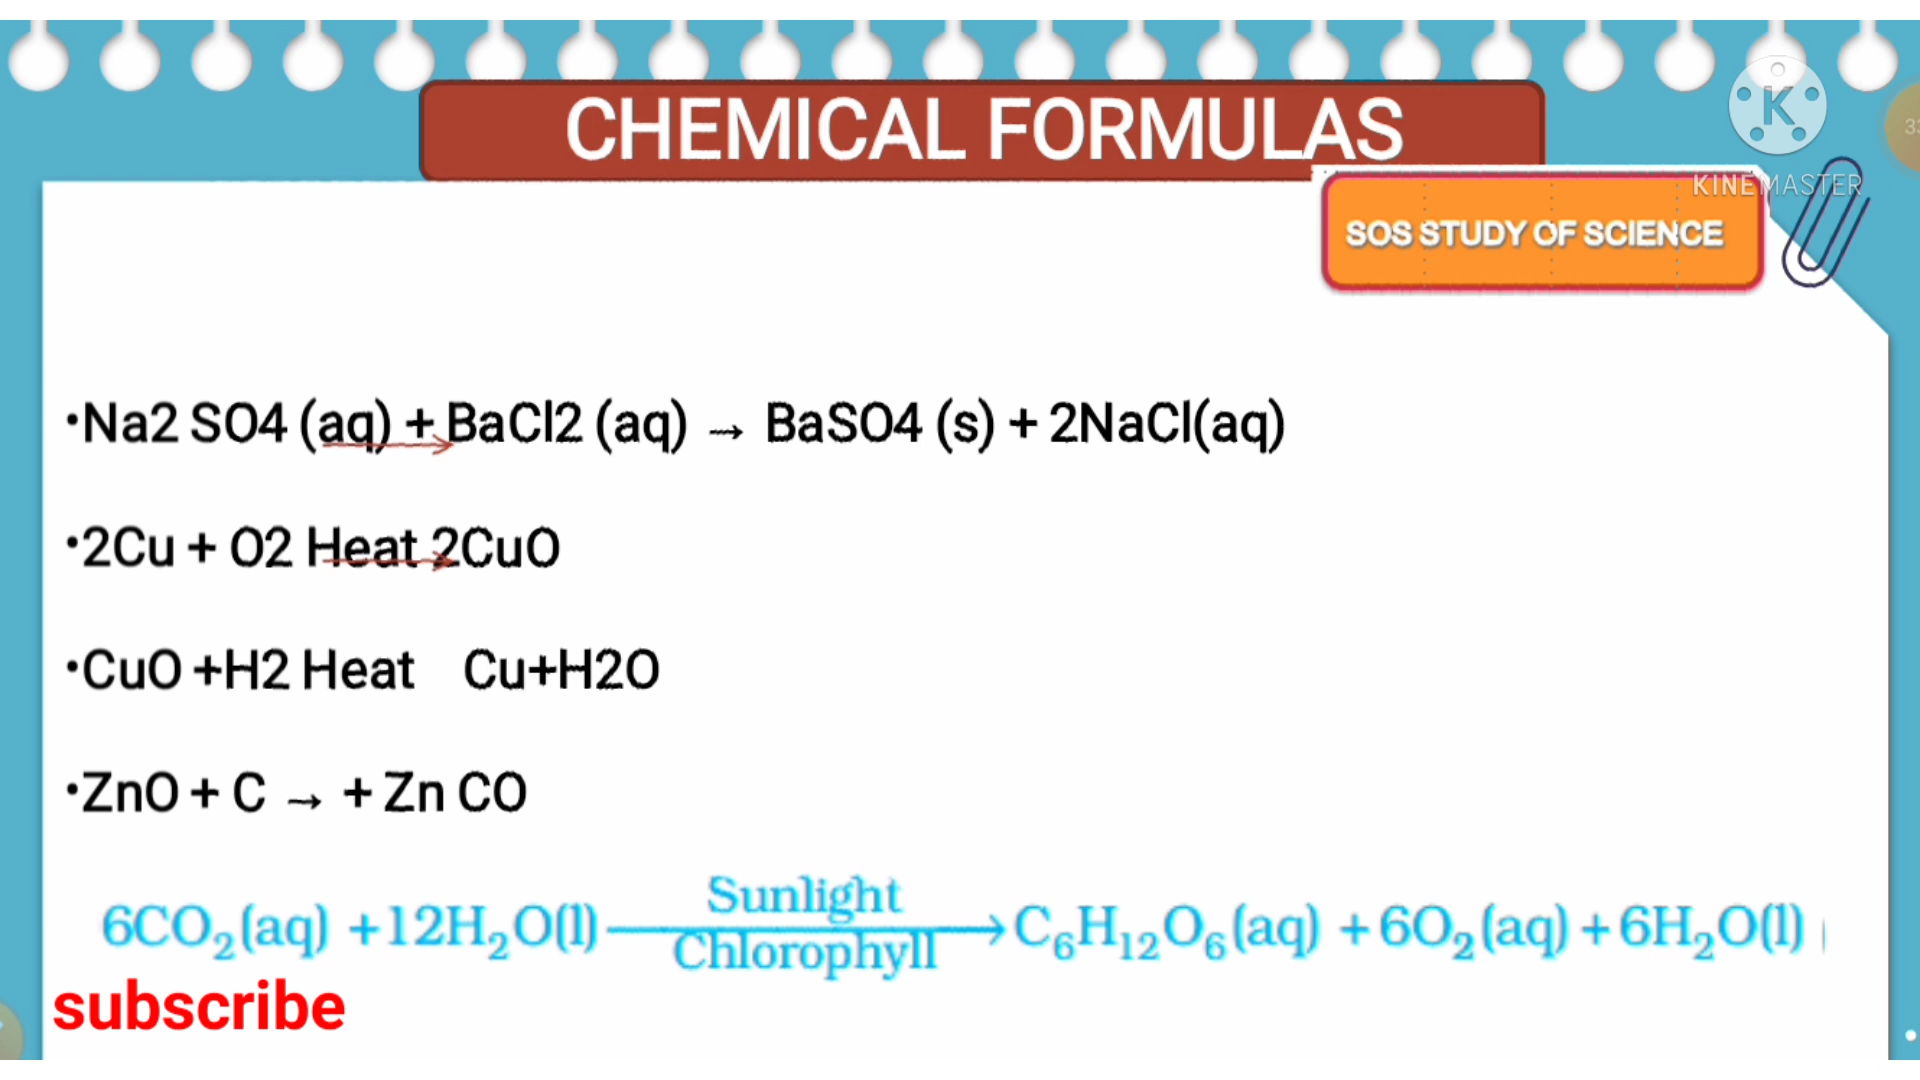 CHEMICAL FORMULAS
KINEMASTER
SOS STUDY OF SCIENCE
•Na2 SO4 (aq) + BaCl2 (aq) → BaSO4 (s) + 2NaCl(aq)
•2Cu + O2 Heat 2CuO
•CuO +H2 Heat Cu+H2O
•ZnO + C → + Zn CO
Sunlight
6CO₂(aq) +12H₂O(l) → C₆H₁₂O₆(aq) + 6O₂(aq) + 6H₂O(l)
Chlorophyll
subscribe